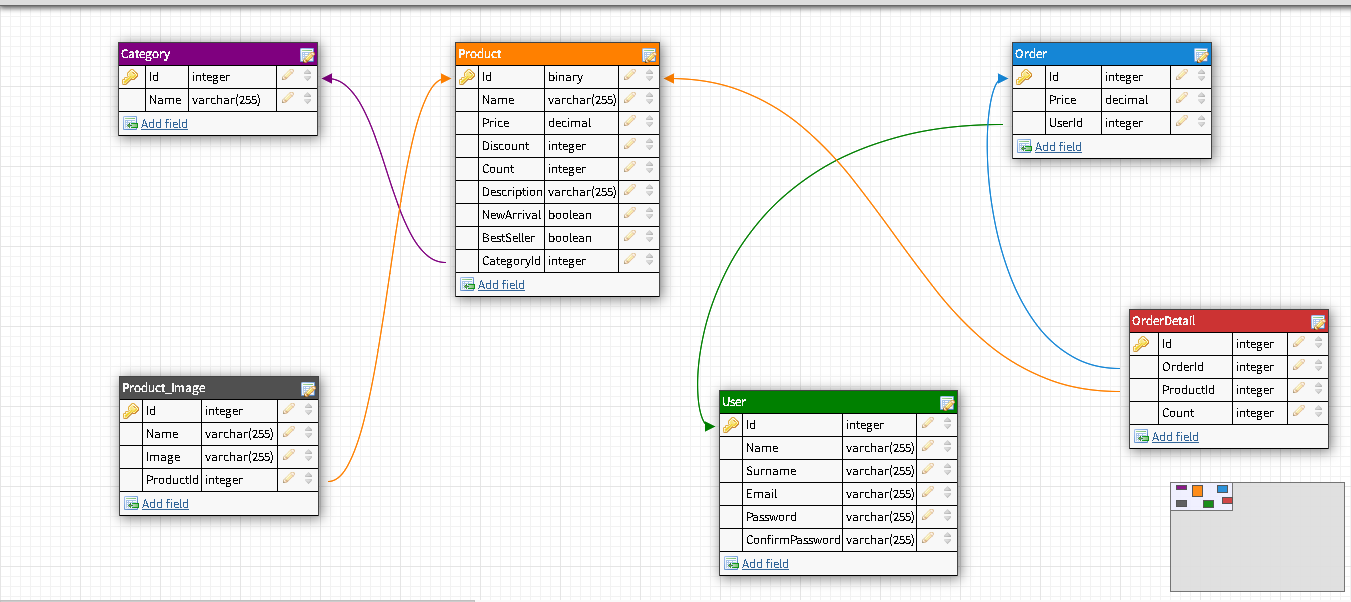 Category
Id integer
Name varchar(255)
Add field
Product
Id binary
Name varchar(255)
Price decimal
Discount integer
Count integer
Description varchar(255)
NewArrival boolean
BestSeller boolean
CategoryId integer
Add field
Order
Id integer
Price decimal
UserId integer
Add field
Product_Image
Id integer
Name varchar(255)
Image varchar(255)
ProductId integer
Add field
User
Id integer
Name varchar(255)
Surname varchar(255)
Email varchar(255)
Password varchar(255)
ConfirmPassword varchar(255)
Add field
OrderDetail
Id integer
OrderId integer
ProductId integer
Count integer
Add field